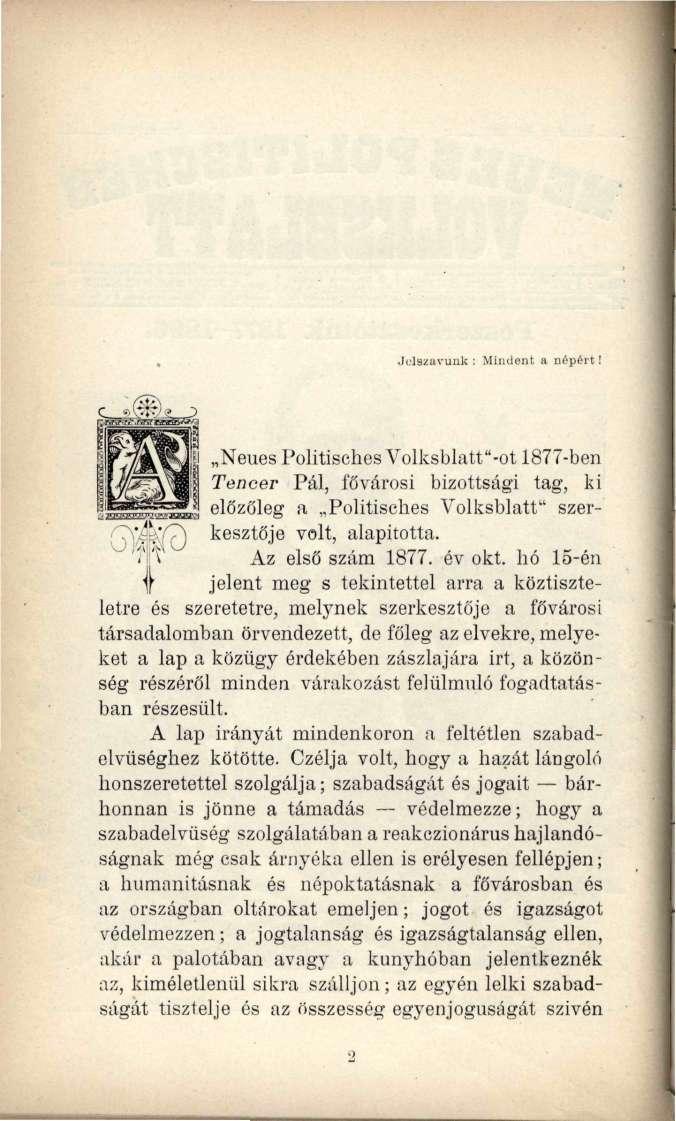 Jelszavunk : Mindent a népért !
A „Neues Politisches Volksblatt“-ot 1877-ben
Tencer Pál, fővárosi bizottsági tag, ki
előzőleg a „Politisches Volksblatt“ szer-
kesztője volt, alapitotta.
Az első szám 1877. év okt. hó 15-én
jelent meg s tekintettel arra a köztiszte-
letre és szeretetre, melynek szerkesztője a fővárosi
társadalomban örvendezett, de főleg az elvekre, melye-
ket a lap a közügy érdekében zászlajára irt, a közön-
ség részéről minden várakozást felülmuló fogadtatás-
ban részesült.
A lap irányát mindenkoron a feltétlen szabad-
elvüséghez kötötte. Czélja volt, hogy a hazát lángoló
honszeretettel szolgálja; szabadságát és jogait — bár-
honnan is jönne a támadás — védelmezze; hogy a
szabadelvüség szolgálatában a reakczionárus hajlandó-
ságnak még csak árnyéka ellen is erélyesen fellépjen;
a humanitásnak és népoktatásnak a fővárosban és
az országban oltárokat emeljen; jogot és igazságot
védelmezzen; a jogtalanság és igazságtalanság ellen,
akár a palotában avagy a kunyhóban jelentkeznék
az, kiméletlenül sikra szálljon; az egyén lelki szabad-
ságát tisztelje és az összesség egyenjoguságát szivén
2